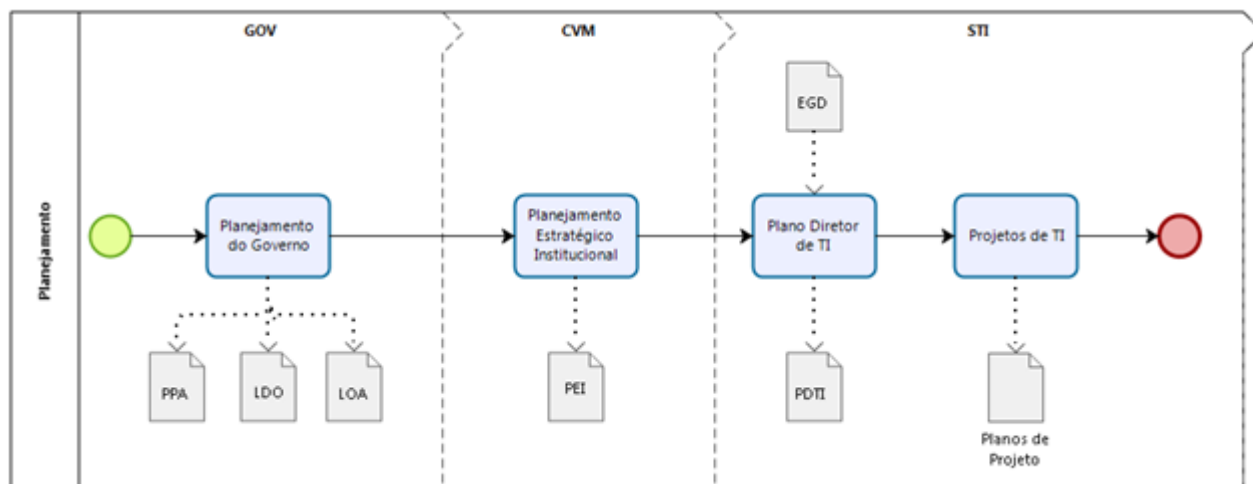 GOV
CVM
STI
Planejamento
EGD
Planejamento
do Governo
Planejamento
Estratégico
Institucional
Plano Diretor
de TI
Projetos de TI
PPA
LDO
LOA
PEI
PDTI
Planos de
Projeto